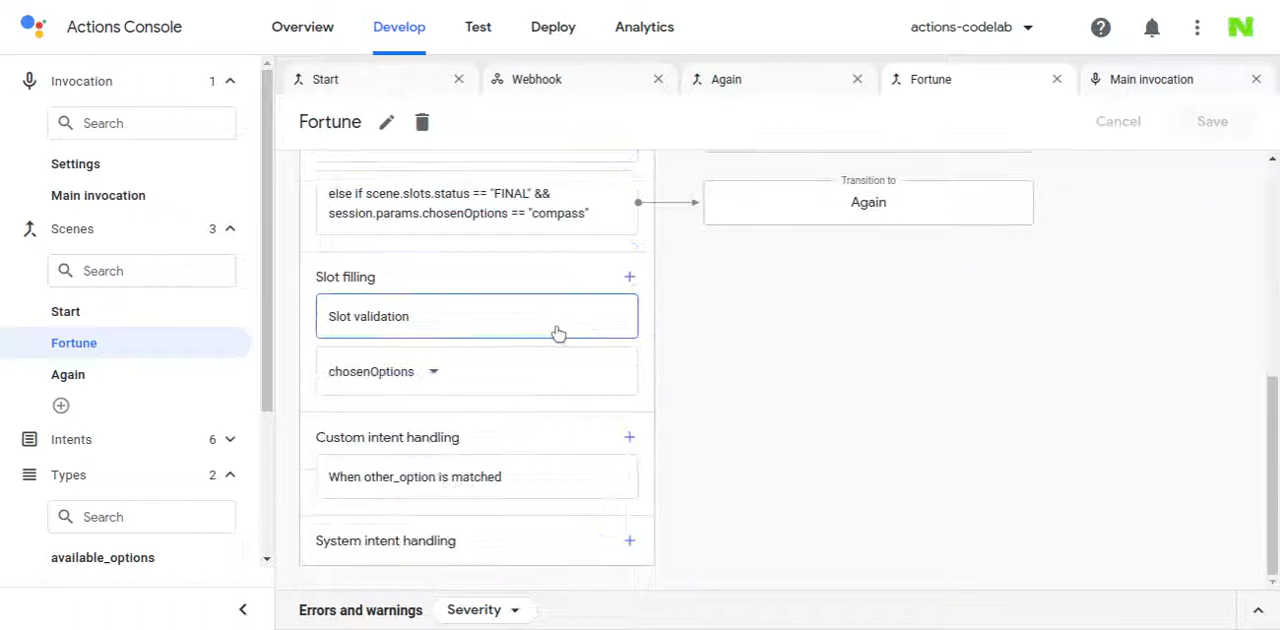 Actions Console
Overview
Develop
Test
Deploy
Analytics
actions-codelab
Invocation
1
Search
Settings
Main invocation
Scenes
3
Search
Start
Fortune
Again
Intents
6
Types
2
Search
available_options
Start
Webhook
Again
Fortune
Main invocation
Fortune
Cancel
Save
else if scene.slots.status == "FINAL" &&
session.params.chosenOptions == "compass"
Transition to
Again
Slot filling
Slot validation
chosenOptions
Custom intent handling
When other_option is matched
System intent handling
Errors and warnings
Severity